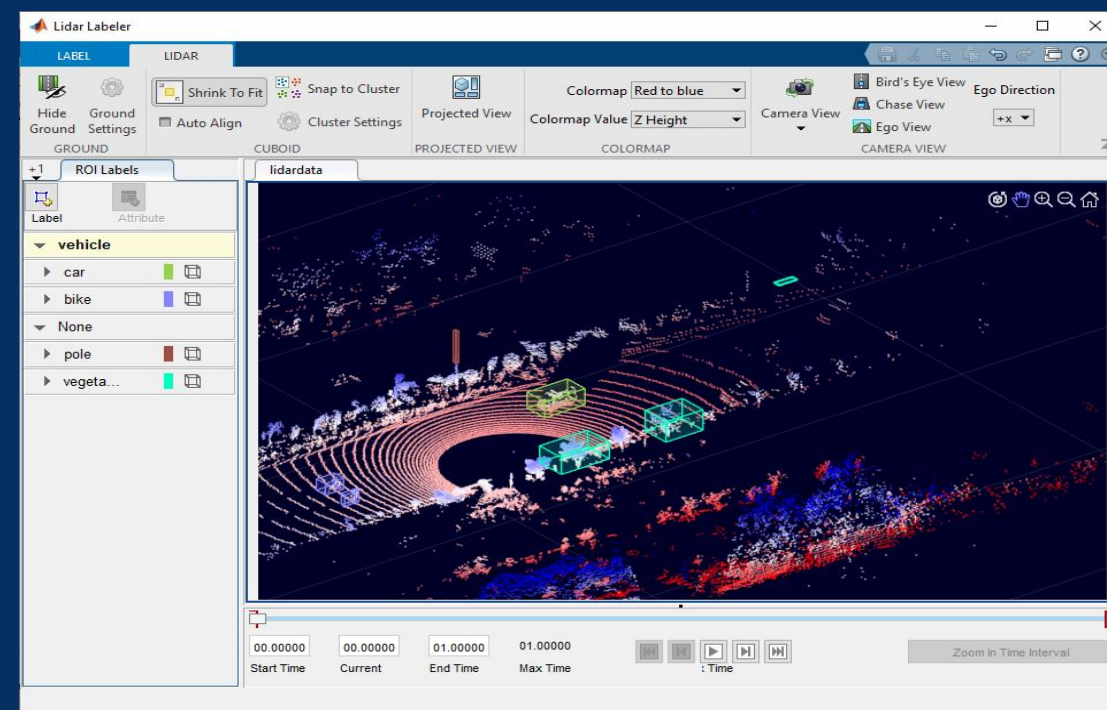 Lidar Labeler
LABEL LIDAR
Hide Ground
Ground Settings
GROUND
Shrink To Fit
Auto Align
Snap to Cluster
Cluster Settings
CUBOID
Projected View
PROJECTED VIEW
Colormap Red to blue
Colormap Value Z Height
COLORMAP
Camera View
Bird's Eye View
Chase View
Ego View
Ego Direction
+x
CAMERA VIEW
+1 ROI Labels
lidardata
Label Attribute
vehicle
car
bike
None
pole
vegeta...
00.00000 00.00000 01.00000 01.00000
Start Time Current End Time Max Time
Time
Zoom In Time Interval